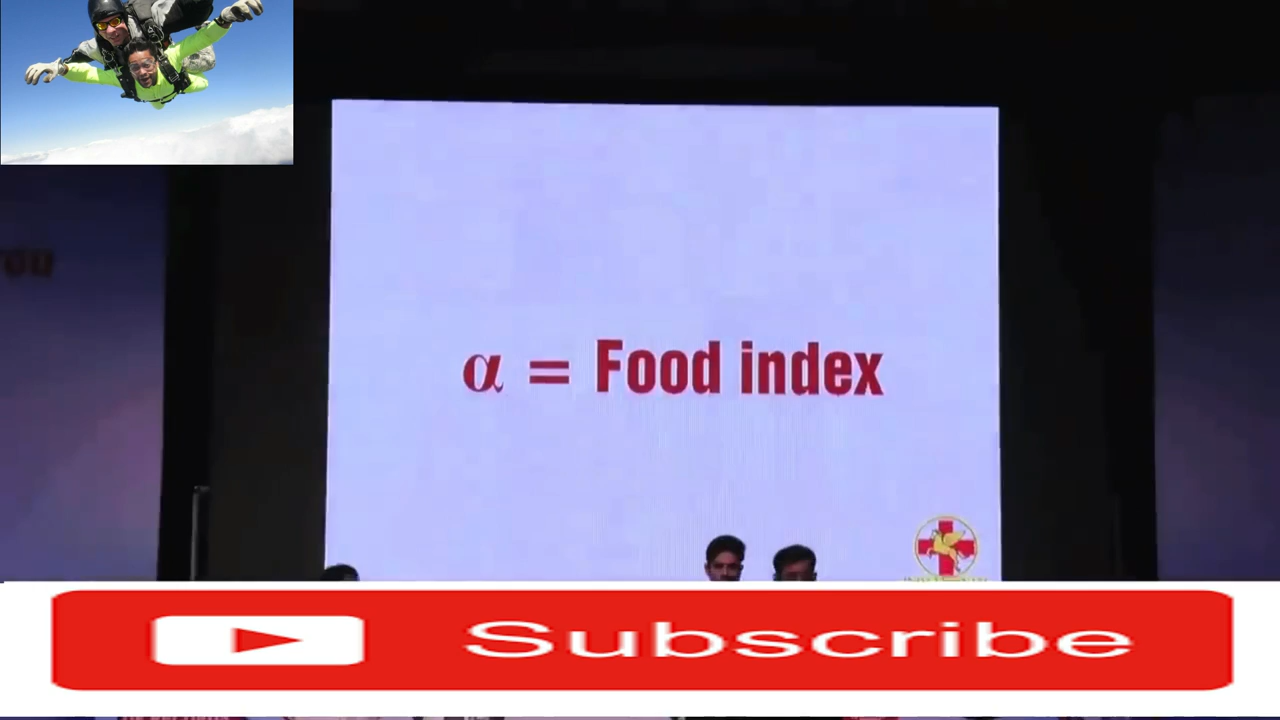 α = Food index
Subscribe